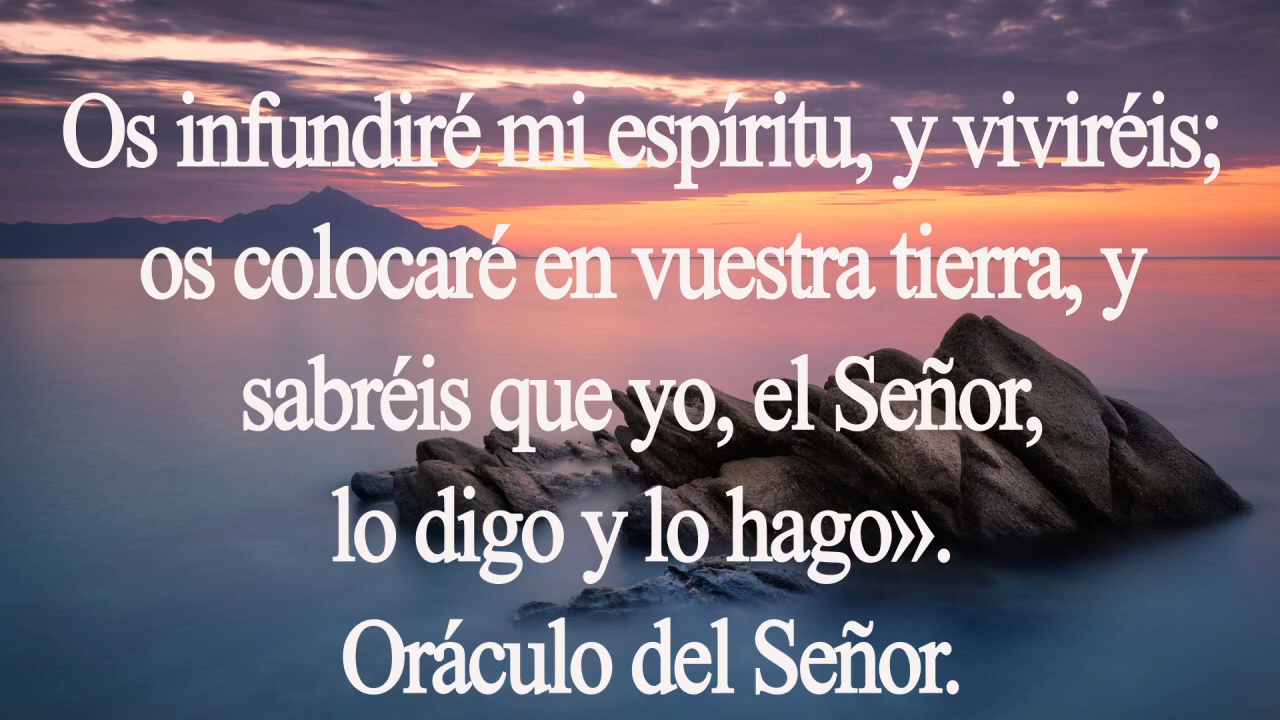 Os infundiré mi espíritu, y viviréis;
os colocaré en vuestra tierra, y
sabréis que yo, el Señor,
lo digo y lo hago».
Oráculo del Señor.